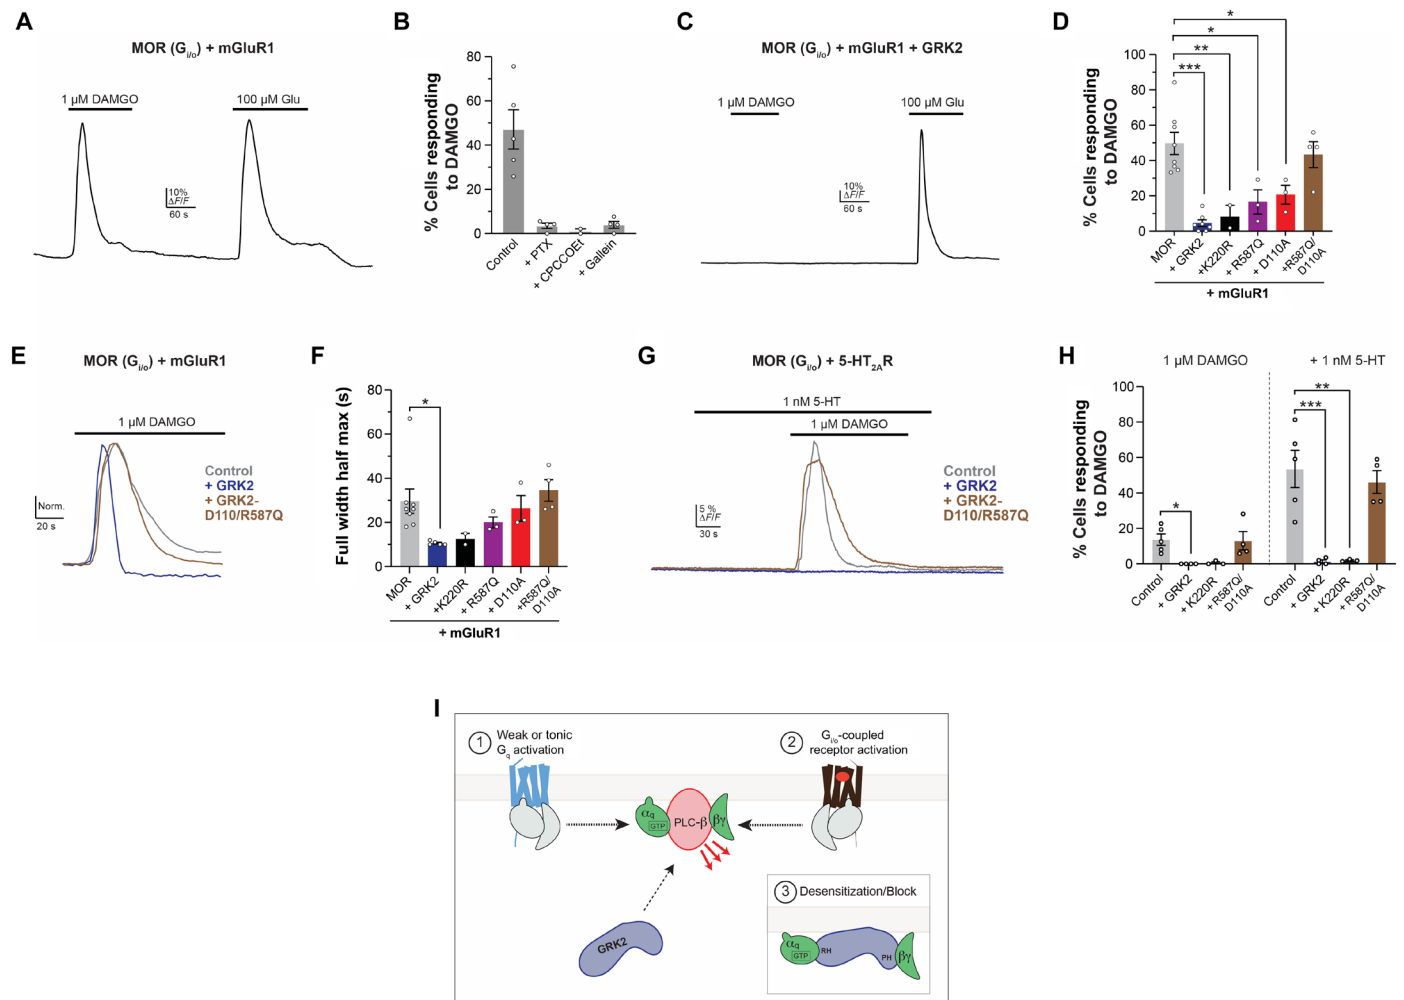 A
MOR (Gi/o) + mGluR1
1 µM DAMGO
100 µM Glu
10%
ΔF/F
60 s
B
% Cells responding
to DAMGO
80
60
40
20
0
Control
+ PTX
+ CPCCOEt
+ Gallein
C
MOR (Gi/o) + mGluR1 + GRK2
1 µM DAMGO
100 µM Glu
10%
ΔF/F
60 s
D
% Cells responding
to DAMGO
100
80
60
40
20
0
*
*
**
***
MOR
+ GRK2
+K220R
+ R587Q
+ D110A
+R587Q/
D110A
+ mGluR1
E
MOR (Gi/o) + mGluR1
1 µM DAMGO
Control
+ GRK2
+ GRK2-
D110/R587Q
Norm.
20 s
F
Full width half max (s)
80
60
40
20
0
*
MOR
+ GRK2
+K220R
+ R587Q
+ D110A
+R587Q/
D110A
+ mGluR1
G
MOR (Gi/o) + 5-HT2AR
1 nM 5-HT
1 µM DAMGO
Control
+ GRK2
+ GRK2-
D110/R587Q
5 %
ΔF/F
30 s
H
1 µM DAMGO
+ 1 nM 5-HT
% Cells responding
to DAMGO
100
80
60
40
20
0
*
**
***
Control
+ GRK2
+ K220R
+R587Q/
D110A
Control
+ GRK2
+ K220R
+ R587Q/
D110A
I
1 Weak or tonic
Gq activation
2 Gi/o-coupled
receptor activation
αq
GTP
PLC-β
βγ
GRK2
3 Desensitization/Block
αq
GTP
RH
PH
βγ